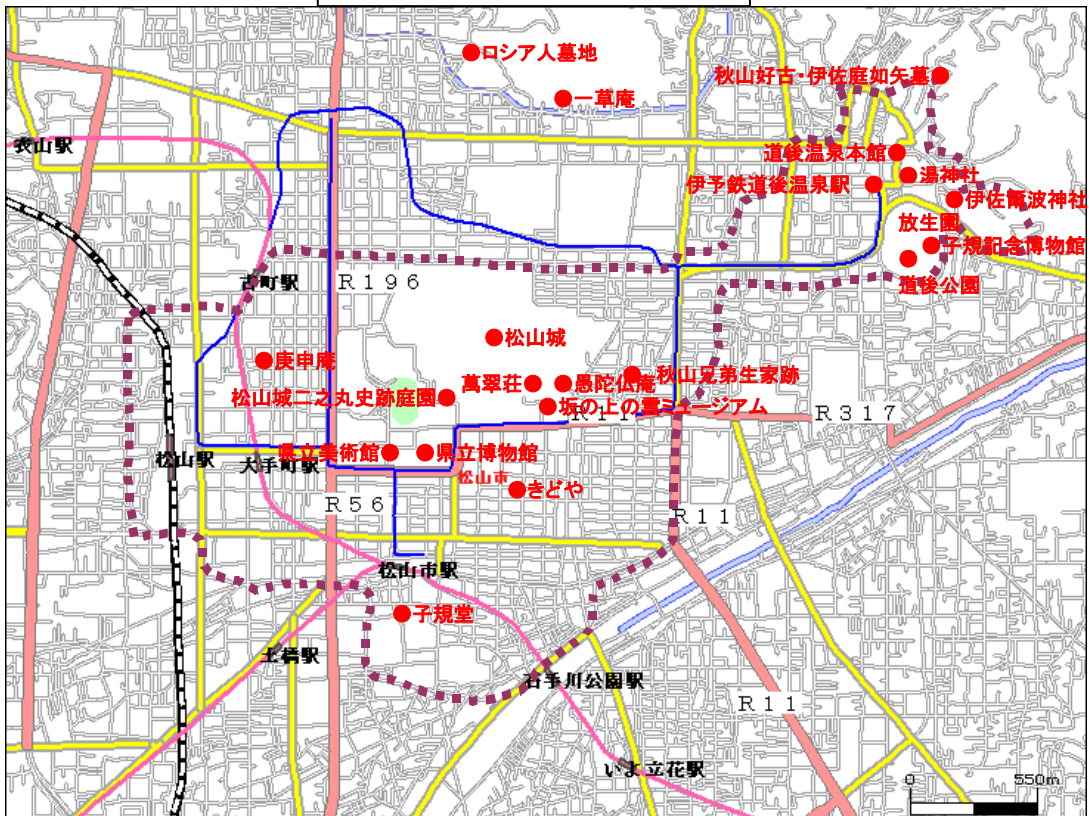 ロシア人墓地
秋山好古・伊佐庭如矢墓
一草庵
衣山駅
道後温泉本館
湯神社
伊予鉄道後温泉駅
伊佐爾波神社
放生園
子規記念博物館
道後公園
古町駅
R196
松山城
庚申庵
秋山兄弟生家跡
萬翠荘
愚陀仏庵
松山城二之丸史跡庭園
坂の上の雲ミュージアム
R11
R317
松山駅
大手町駅
県立美術館
県立博物館
松山市
きどや
R56
R11
松山市駅
子規堂
土橋駅
石手川公園駅
R11
いよ立花駅
0 550m